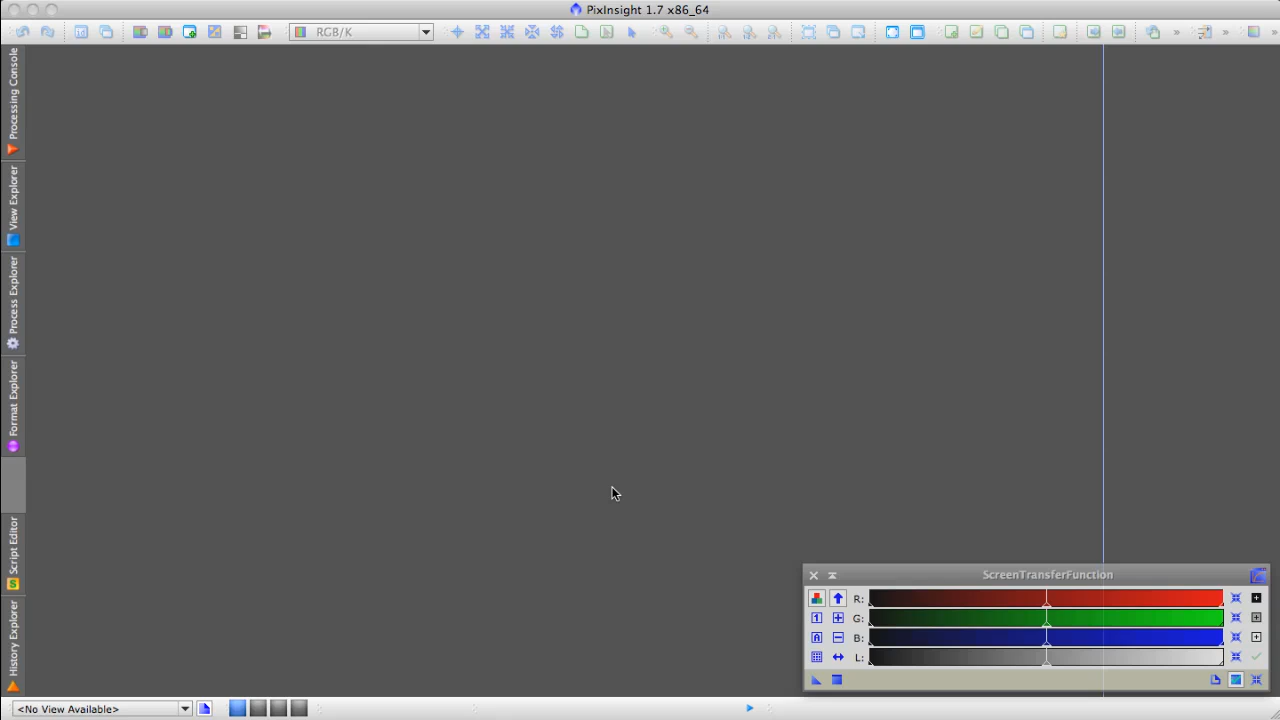 PixInsight 1.7 x86_64
RGB/K
Processing Console
View Explorer
Process Explorer
Format Explorer
Script Editor
History Explorer
ScreenTransferFunction
R:
G:
B:
L:
<No View Available>